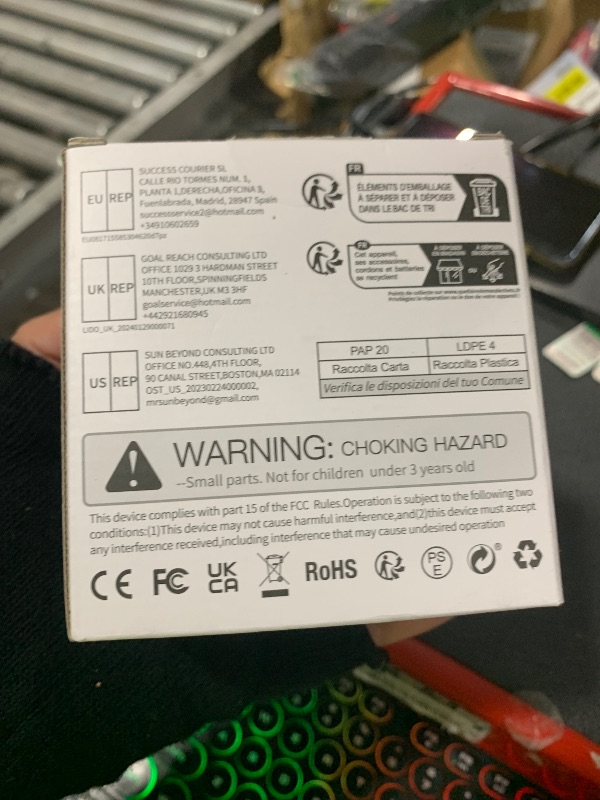 EU REP
SUCCESS COURIER SL
CALLE RIO TORMES NUM. 1,
PLANTA 1,DERECHA,OFICINA 3,
Fuenlabrada, Madrid, 28947 Spain
successservice2@hotmail.com
+34910602659
FR
ÉLÉMENTS D'EMBALLAGE
À SÉPARER ET À DÉPOSER
DANS LE BAC DE TRI
UK REP
GOAL REACH CONSULTING LTD
OFFICE 1029 3 HARDMAN STREET
10TH FLOOR,SPINNINGFIELDS
MANCHESTER,UK M3 3HF
goalservice@hotmail.com
+442921680945
UDO_UK_20240129000071
FR
Cet appareil,
ses accessoires,
cordons et batteries
se recyclent
À DÉPOSER
EN MAGASIN
À DÉPOSER
EN DÉCHÈTERIE
OU
US REP
SUN BEYOND CONSULTING LTD
OFFICE NO.448,4TH FLOOR,
90 CANAL STREET,BOSTON,MA 02114
OST_US_20230224000002,
mrsunbeyond@gmail.com
PAP 20 LDPE 4
Raccolta Carta Raccolta Plastica
Verifica le disposizioni del tuo Comune
WARNING: CHOKING HAZARD
--Small parts. Not for children under 3 years old
This device complies with part 15 of the FCC Rules.Operation is subject to the following two
conditions:(1)This device may not cause harmful interference,and(2)this device must accept
any interference received,including interference that may cause undesired operation
CE FC UK
CA RoHS PS
E ®